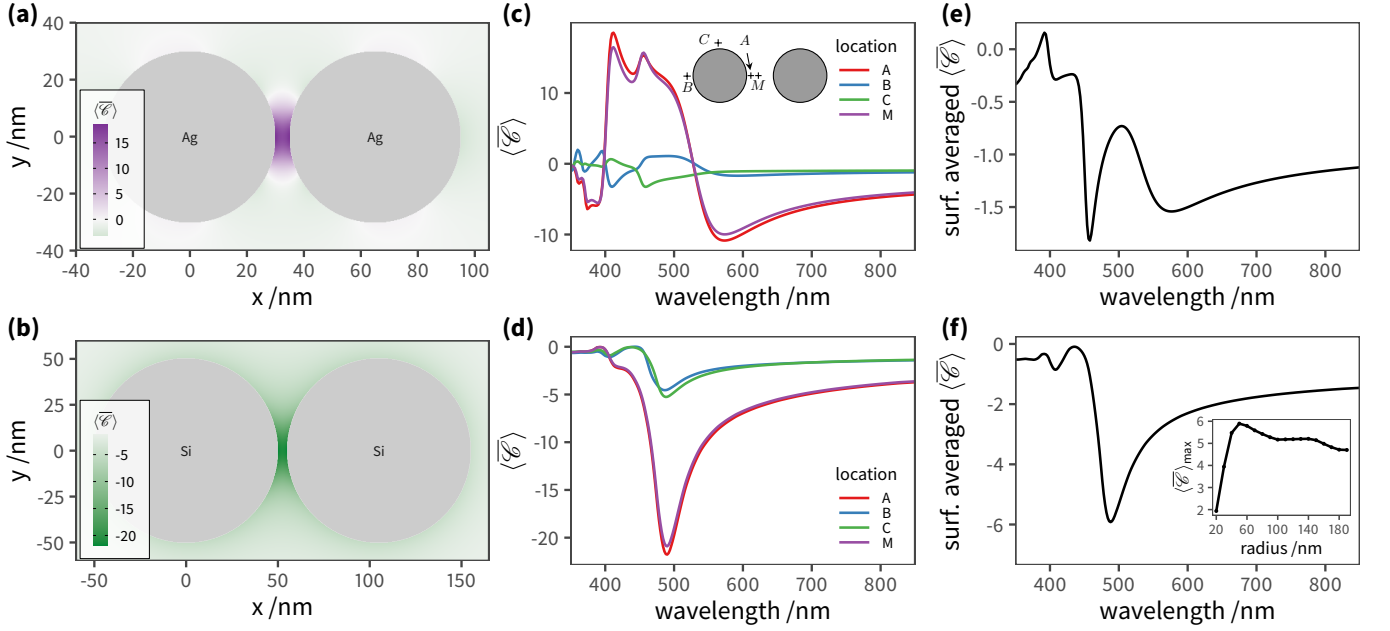 (a)
40
20
0
-20
-40
y /nm
⟨𝒞̅⟩
15
10
5
0
Ag
Ag
-40
-20
0
20
40
60
80
100
x /nm
(b)
50
25
0
-25
-50
y /nm
⟨𝒞̅⟩
-5
-10
-15
-20
Si
Si
-50
0
50
100
150
x /nm
(c)
⟨𝒞̅⟩
10
0
-10
C
A
B
M
location
A
B
C
M
400
500
600
700
800
wavelength /nm
(d)
⟨𝒞̅⟩
0
-5
-10
-15
-20
location
A
B
C
M
400
500
600
700
800
wavelength /nm
(e)
surf. averaged ⟨𝒞̅⟩
0.0
-0.5
-1.0
-1.5
400
500
600
700
800
wavelength /nm
(f)
surf. averaged ⟨𝒞̅⟩
0
-2
-4
-6
⟨𝒞̅⟩max
6
5
4
3
2
20
60
100
140
180
radius /nm
400
500
600
700
800
wavelength /nm